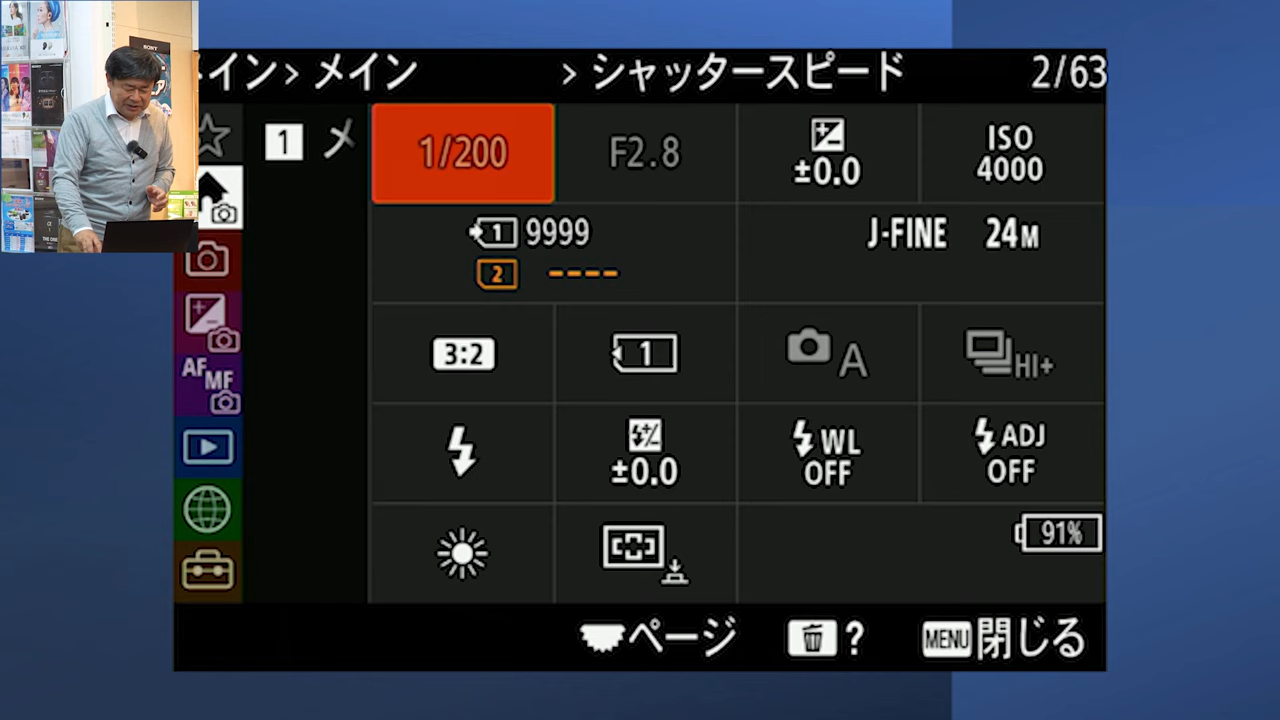 イン> メイン > シャッタースピード 2/63
1 メ
1/200 F2.8 ±0.0 ISO 4000
1 9999
2 ----
J-FINE 24M
3:2 1 A HI+
±0.0 WL OFF ADJ OFF
AF MF
91%
ページ ? MENU 閉じる
SONY